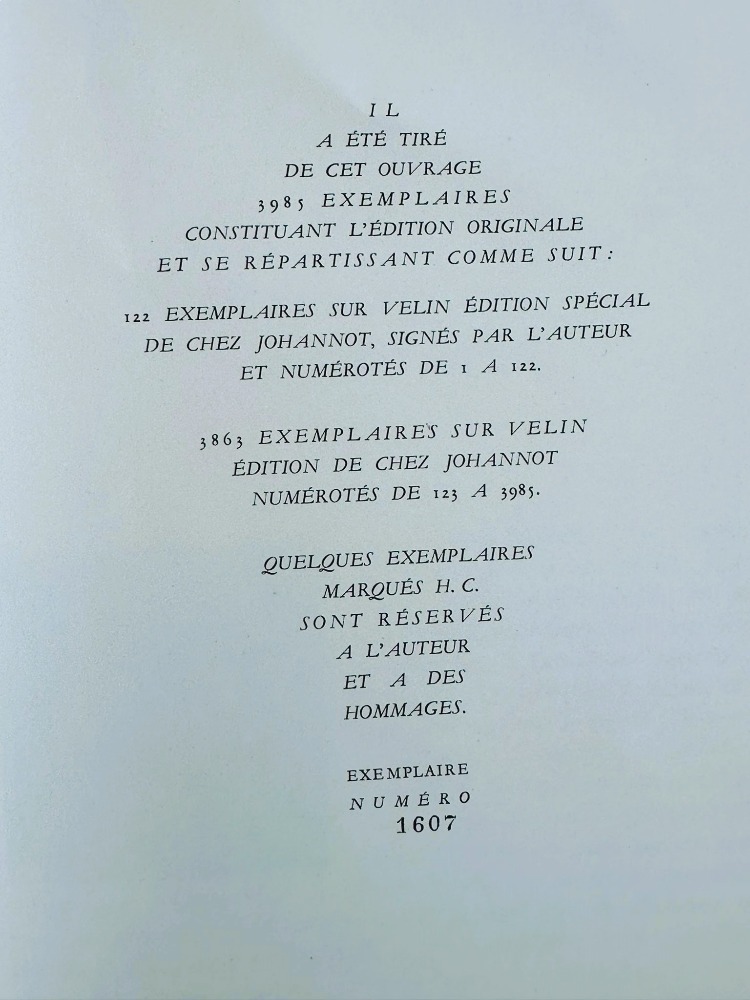 IL
A ÉTÉ TIRÉ
DE CET OUVRAGE
3985 EXEMPLAIRES
CONSTITUANT L'ÉDITION ORIGINALE
ET SE RÉPARTISSANT COMME SUIT :
122 EXEMPLAIRES SUR VELIN ÉDITION SPÉCIAL
DE CHEZ JOHANNOT, SIGNÉS PAR L'AUTEUR
ET NUMÉROTÉS DE 1 A 122.
3863 EXEMPLAIRES SUR VELIN
ÉDITION DE CHEZ JOHANNOT
NUMÉROTÉS DE 123 A 3985.
QUELQUES EXEMPLAIRES
MARQUÉS H. C.
SONT RÉSERVÉS
A L'AUTEUR
ET A DES
HOMMAGES.
EXEMPLAIRE
NUMÉRO
1607